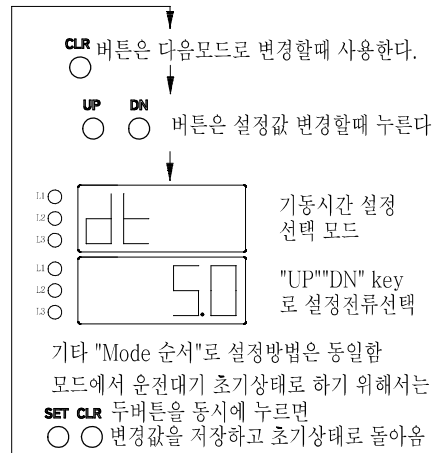 CLR 버튼은 다음모드로 변경할때 사용한다.
UP DN
버튼은 설정값 변경할때 누른다
L1
L2
L3
dt
기동시간 설정
선택 모드
L1
L2
L3
5.0
"UP""DN" key
로 설정전류선택
기타 "Mode 순서"로 설정방법은 동일함
모드에서 운전대기 초기상태로 하기 위해서는
SET CLR 두버튼을 동시에 누르면
변경값을 저장하고 초기상태로 돌아옴